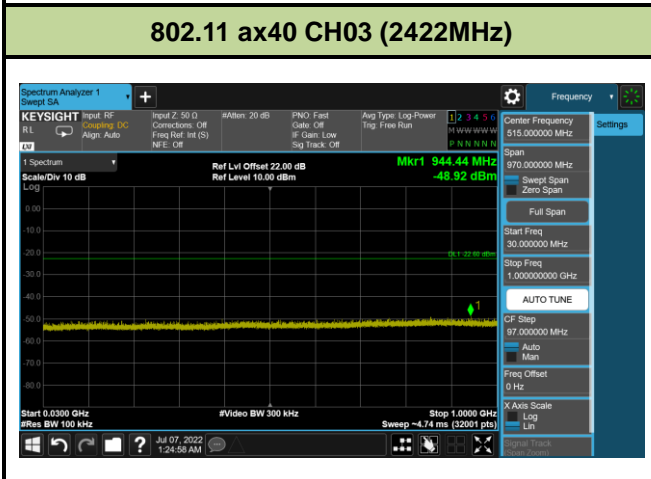 802.11 ax40 CH03 (2422MHz)
Spectrum Analyzer 1
Swept SA
+
Frequency
KEYSIGHT
RL
Input: RF
Coupling: DC
Align: Auto
Input Z: 50 Ω
Corrections: Off
Freq Ref: Int (S)
NFE: Off
#Atten: 20 dB
PNO: Fast
Gate: Off
IF Gain: Low
Sig Track: Off
Avg Type: Log-Power
Trig: Free Run
1 2 3 4 5 6
M W W W W W
P N N N N N
1 Spectrum
Scale/Div 10 dB
Log
Ref Lvl Offset 22.00 dB
Ref Level 10.00 dBm
Mkr1 944.44 MHz
-48.92 dBm
0.00
-10.0
-20.0
-30.0
-40.0
-50.0
-60.0
-70.0
-80.0
1
Start 0.0300 GHz
#Res BW 100 kHz
#Video BW 300 kHz
Stop 1.0000 GHz
Sweep ~4.74 ms (32001 pts)
Center Frequency
515.000000 MHz
Settings
Span
970.000000 MHz
Swept Span
Zero Span
Full Span
Start Freq
30.000000 MHz
Stop Freq
1.000000000 GHz
AUTO TUNE
CF Step
97.000000 MHz
Auto
Man
Freq Offset
0 Hz
X Axis Scale
Log
Lin
Signal Track
(Span Zoom)
?
Jul 07, 2022
1:24:58 AM